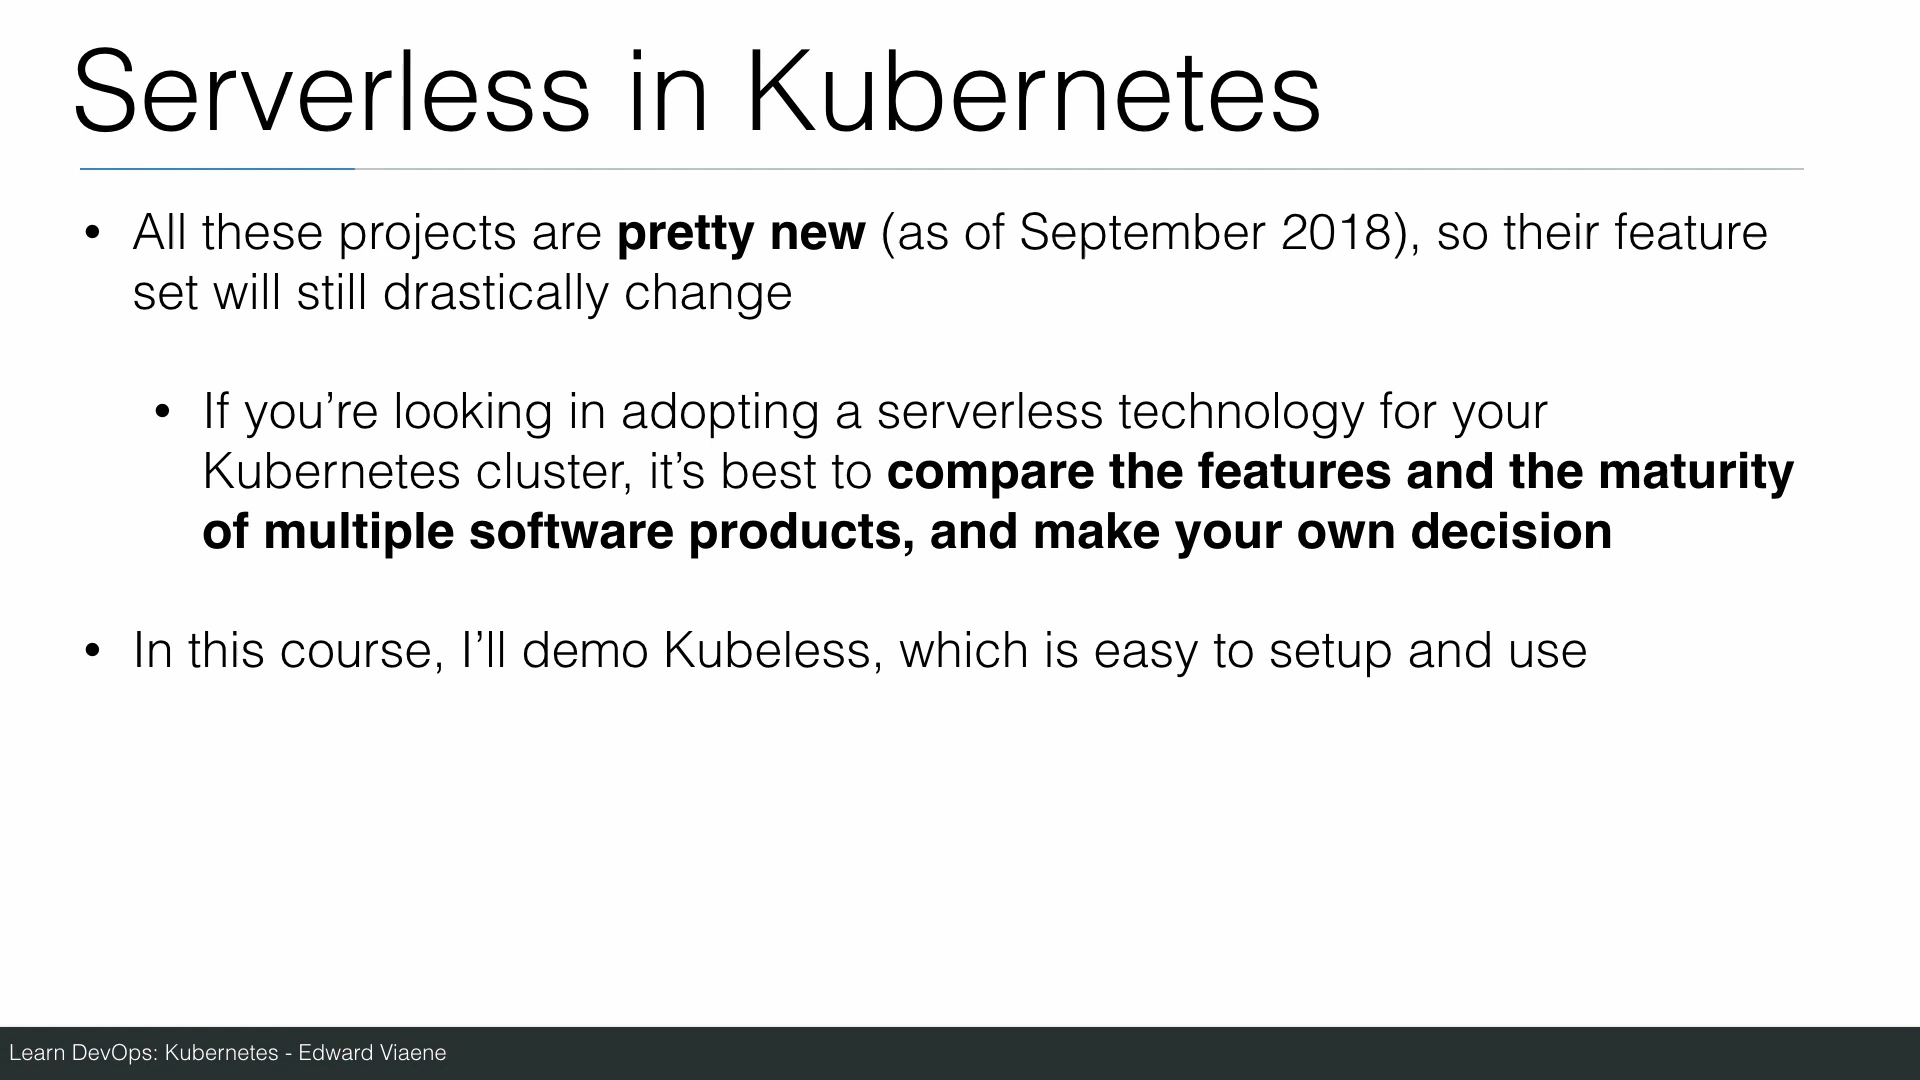 Serverless in Kubernetes
• All these projects are pretty new (as of September 2018), so their feature
set will still drastically change
• If you’re looking in adopting a serverless technology for your
Kubernetes cluster, it’s best to compare the features and the maturity
of multiple software products, and make your own decision
• In this course, I’ll demo Kubeless, which is easy to setup and use
Learn DevOps: Kubernetes - Edward Viaene